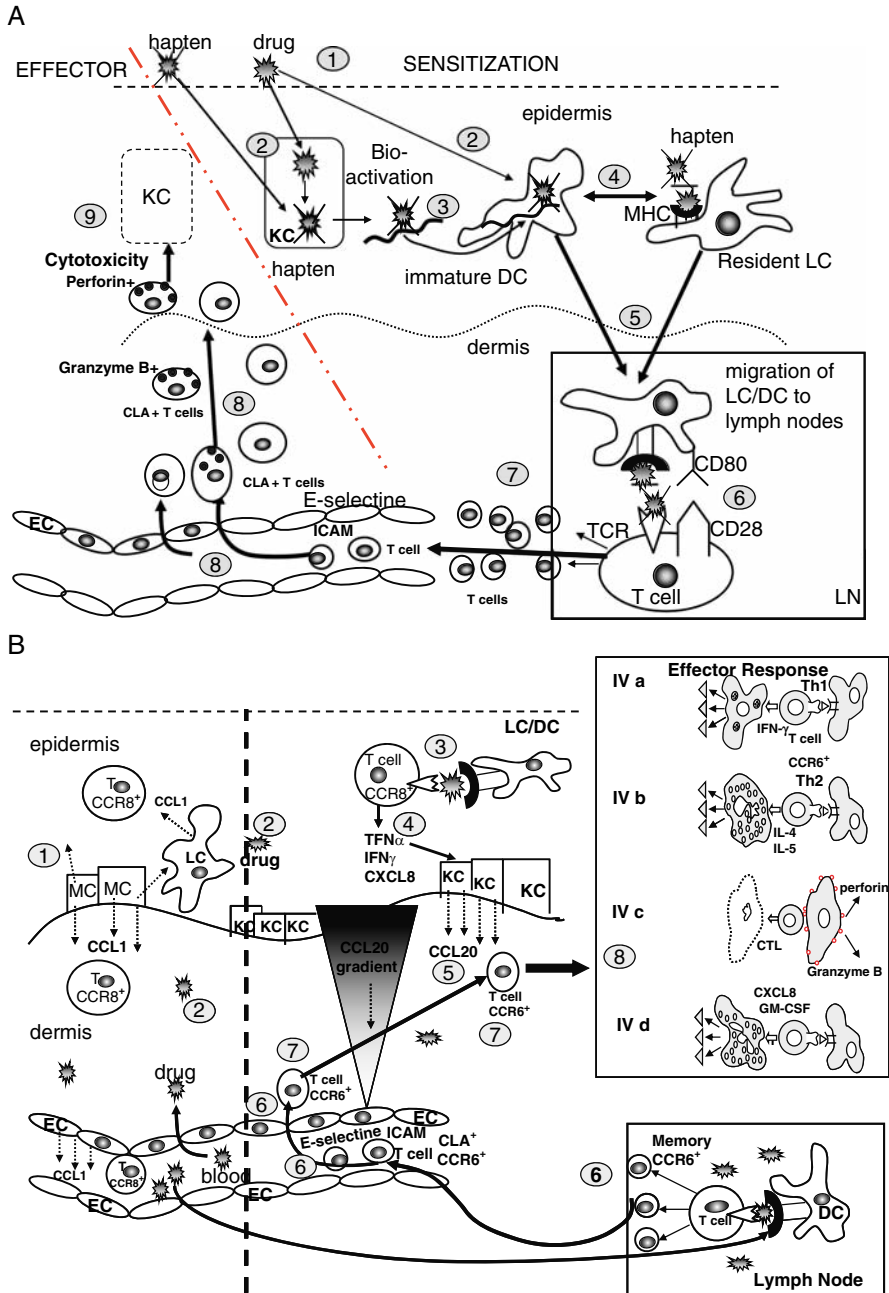 A
hapten
drug
1
EFFECTOR
SENSITIZATION
epidermis
2
2
hapten
Bio-
activation
4
9
KC
3
MHC
KC
Cytotoxicity
hapten
immature DC
Resident LC
Perforin+
5
dermis
migration of
LC/DC to
lymph nodes
Granzyme B+
8
CLA + T cells
CD80
7
6
CLA + T cells
E-selectine
EC
ICAM
TCR
CD28
T cell
8
T cells
T cell
LN
B
IV a
Effector Response
Th1
IFN-γ
T cell
epidermis
LC/DC
T cell
3
CCR8+
T
CCR8+
CCL1
CCR6+
Th2
IV b
2
4
IL-4
IL-5
1
LC
drug
TFNα
IFNγ
CXCL8
MC
MC
KC
KC
KC
KC
KC
KC
perforin
IV c
CCL1
CCL20
gradient
CCL20
CTL
8
Granzyme B
T
CCR8+
5
2
T cell
CCR6+
CXCL8
GM-CSF
IV d
7
dermis
7
drug
T cell
CCR6+
6
EC
EC
E-selectine
ICAM
CLA+
CCR6+
T cell
Memory
CCR6+
CCL1
T
CCR8+
blood
6
6
EC
EC
T cell
DC
Lymph Node